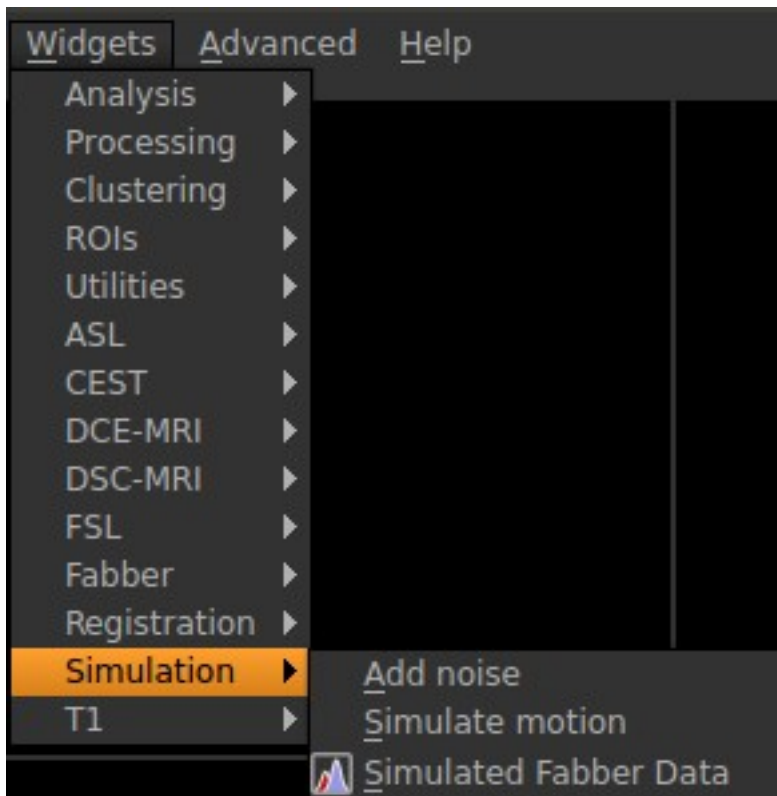 Widgets Advanced Help
Analysis
Processing
Clustering
ROIs
Utilities
ASL
CEST
DCE-MRI
DSC-MRI
FSL
Fabber
Registration
Simulation
T1
Add noise
Simulate motion
Simulated Fabber Data